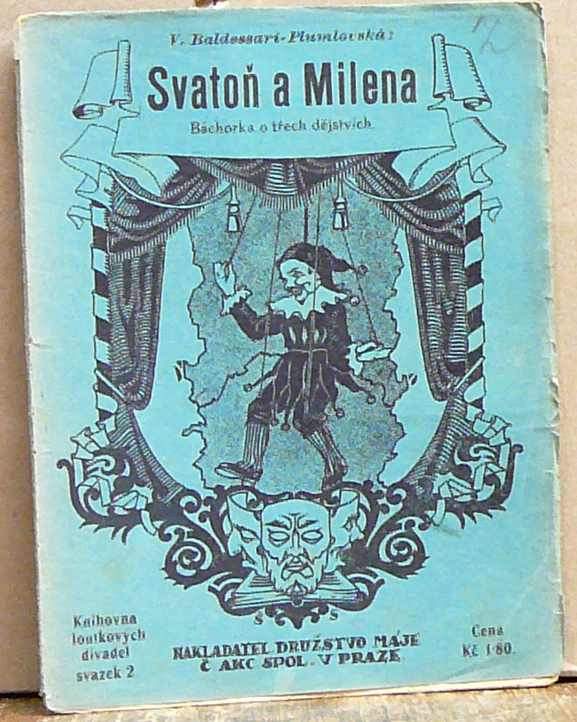 V. Baldessari-Plumlovská:
Svatoň a Milena
Báchorka o třech dějstvích
S S
Knihovna
loutkových
divadel
svazek 2
NAKLADATEL DRUŽSTVO MÁJE
Č AKC SPOL. V PRAZE
Cena
Kč 1·80.